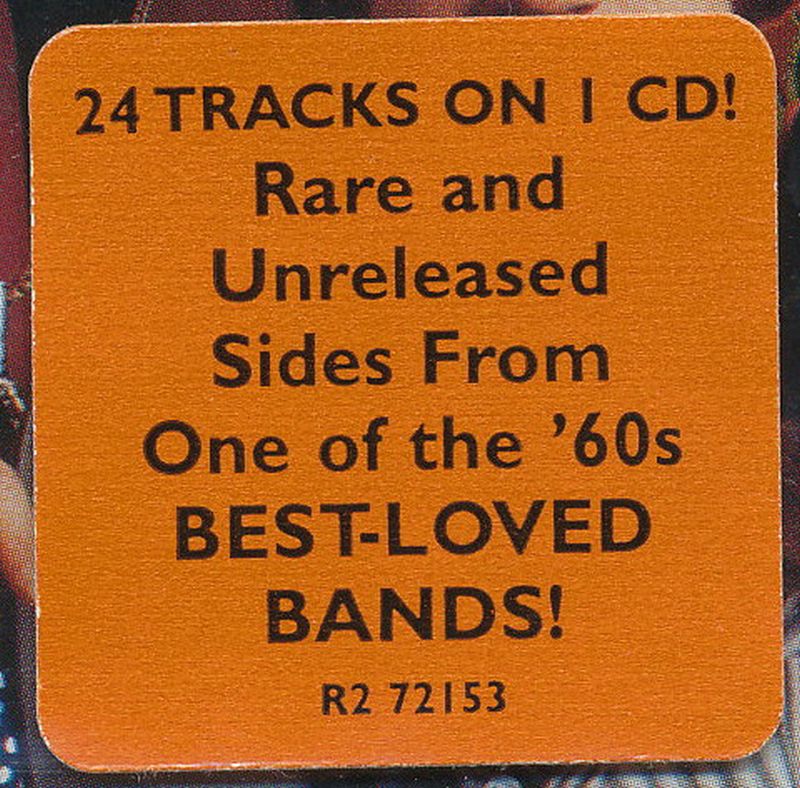 24 TRACKS ON 1 CD!
Rare and
Unreleased
Sides From
One of the '60s
BEST-LOVED
BANDS!
R2 72153